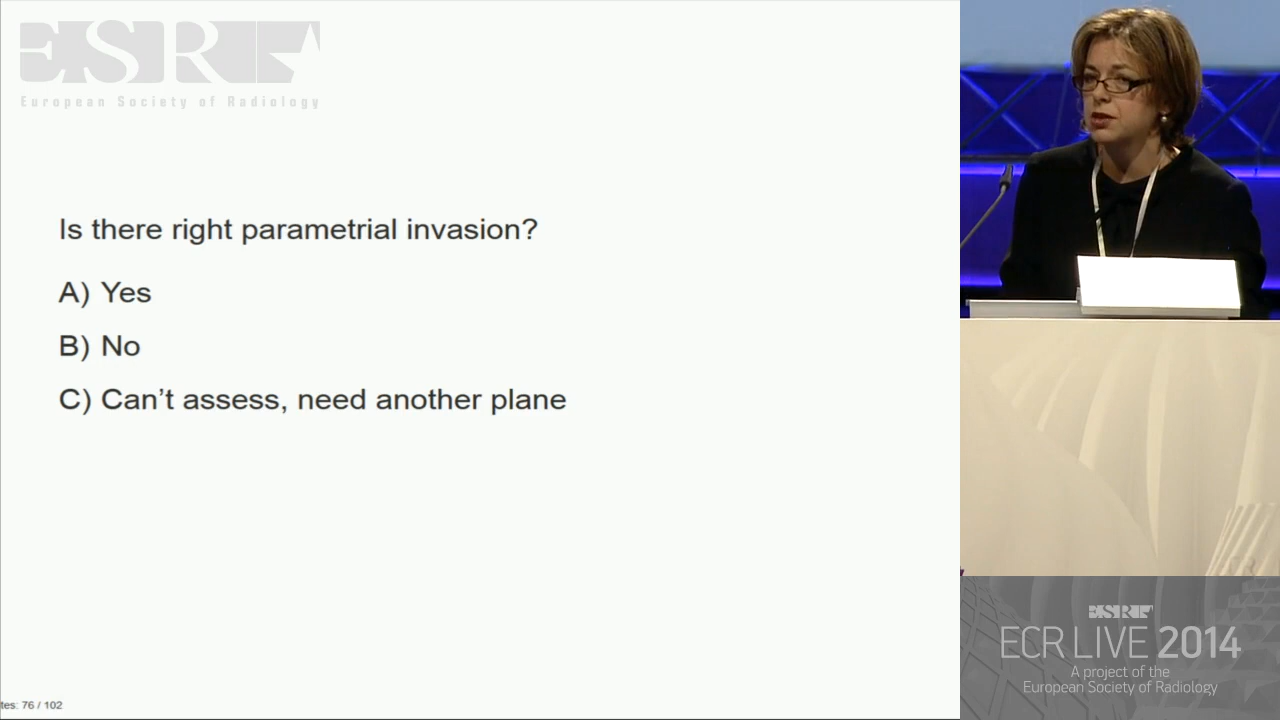 ESR
European Society of Radiology
Is there right parametrial invasion?
A) Yes
B) No
C) Can't assess, need another plane
tes: 76 / 102
ESR
ECR LIVE 2014
A project of the
European Society of Radiology